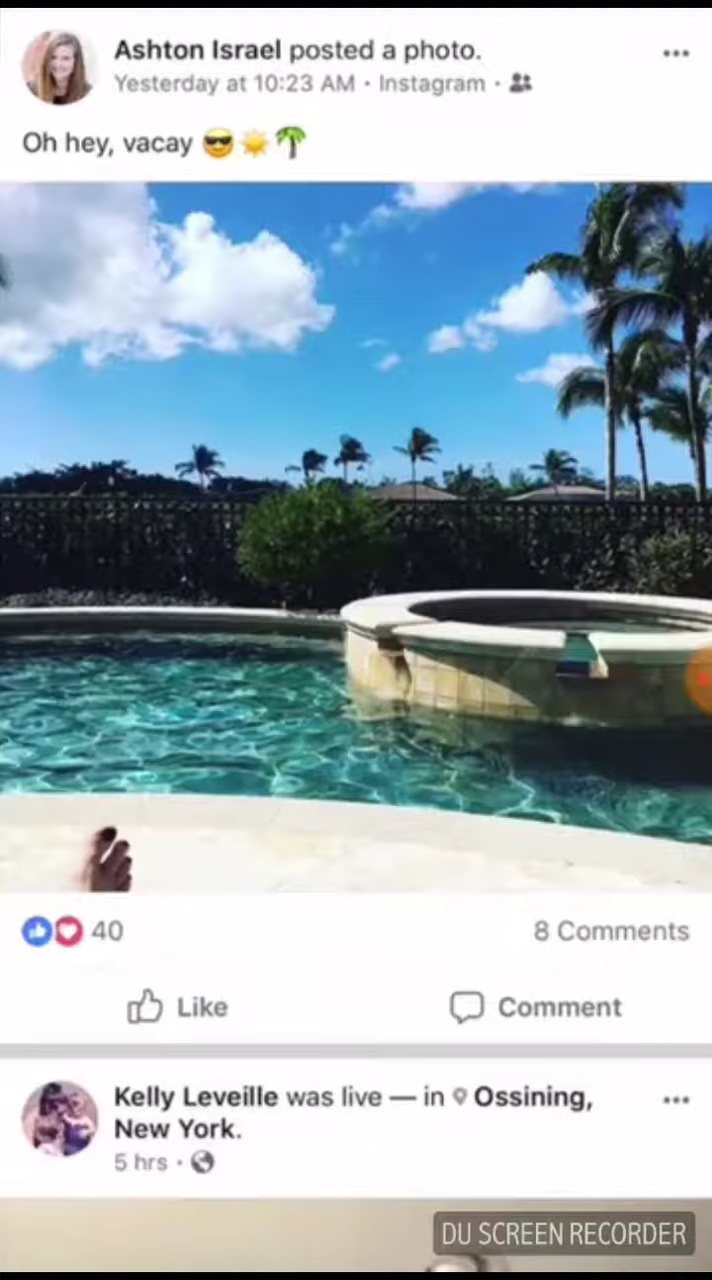 Ashton Israel posted a photo.
Yesterday at 10:23 AM · Instagram ·
Oh hey, vacay 😎☀️🌴
40
8 Comments
Like
Comment
Kelly Leveille was live — in Ossining,
New York.
5 hrs ·
DU SCREEN RECORDER